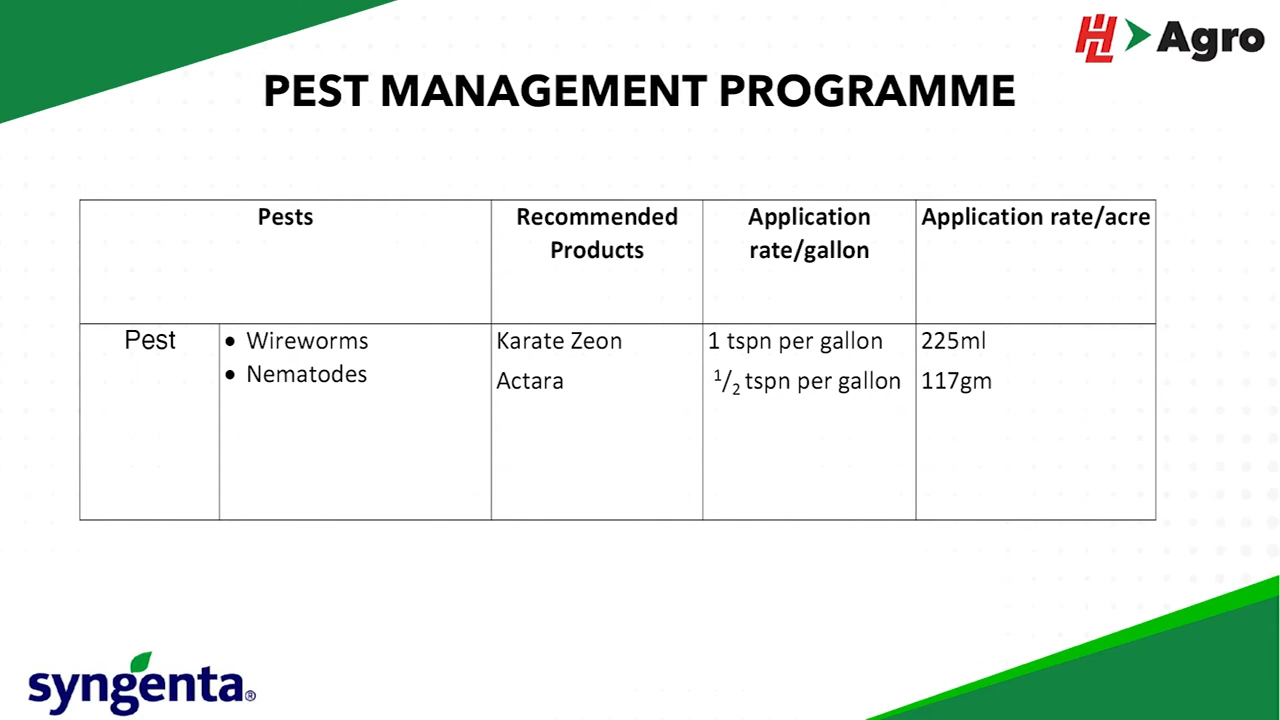 HL Agro
PEST MANAGEMENT PROGRAMME
Pests
Recommended Products
Application rate/gallon
Application rate/acre
Pest
• Wireworms
• Nematodes
Karate Zeon
Actara
1 tspn per gallon
1/2 tspn per gallon
225ml
117gm
syngenta®